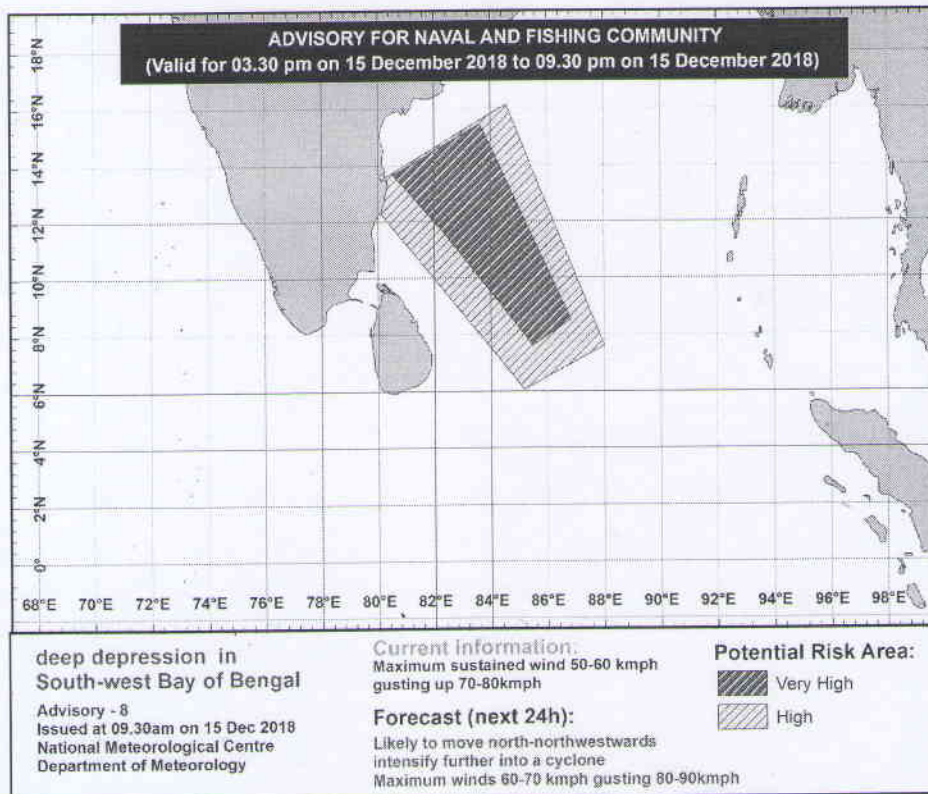 ADVISORY FOR NAVAL AND FISHING COMMUNITY
(Valid for 03.30 pm on 15 December 2018 to 09.30 pm on 15 December 2018)
18°N
16°N
14°N
12°N
10°N
8°N
6°N
4°N
2°N
0°
68°E 70°E 72°E 74°E 76°E 78°E 80°E 82°E 84°E 86°E 88°E 90°E 92°E 94°E 96°E 98°E
deep depression in
South-west Bay of Bengal
Advisory - 8
Issued at 09.30am on 15 Dec 2018
National Meteorological Centre
Department of Meteorology
Current information:
Maximum sustained wind 50-60 kmph
gusting up 70-80kmph
Forecast (next 24h):
Likely to move north-northwestwards
intensify further into a cyclone
Maximum winds 60-70 kmph gusting 80-90kmph
Potential Risk Area:
Very High
High